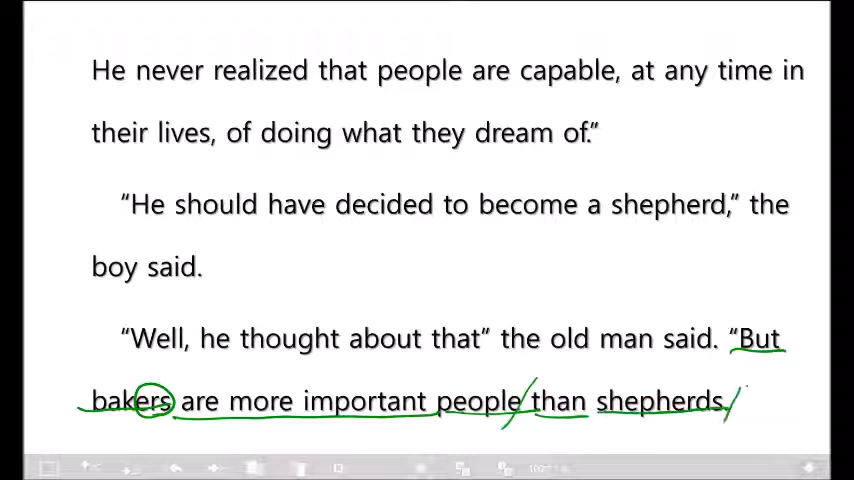 He never realized that people are capable, at any time in
their lives, of doing what they dream of."
"He should have decided to become a shepherd," the
boy said.
"Well, he thought about that" the old man said. "But
bakers are more important people than shepherds.